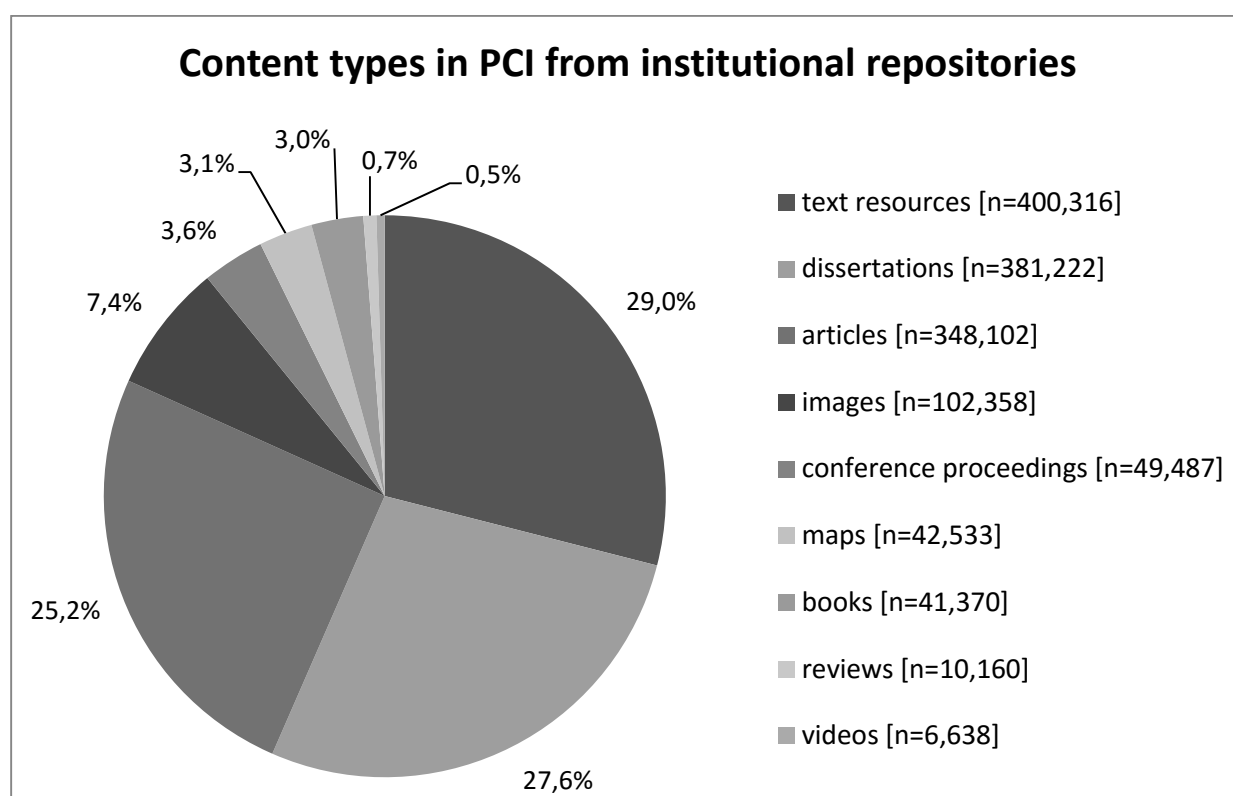 Content types in PCI from institutional repositories
3,0%
0,7%
3,1%
0,5%
3,6%
7,4%
29,0%
25,2%
27,6%
text resources [n=400,316]
dissertations [n=381,222]
articles [n=348,102]
images [n=102,358]
conference proceedings [n=49,487]
maps [n=42,533]
books [n=41,370]
reviews [n=10,160]
videos [n=6,638]